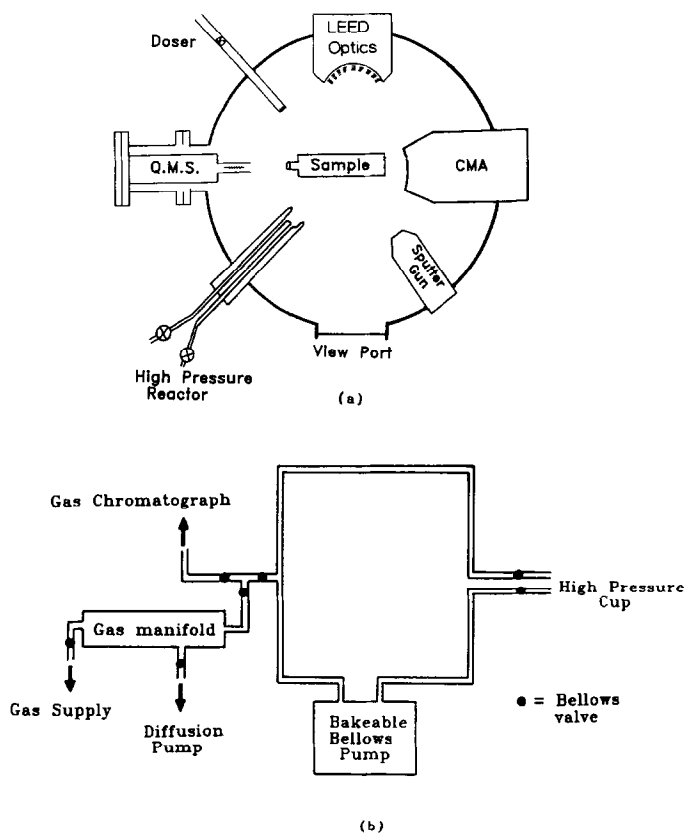 Doser
LEED
Optics
Q.M.S.
Sample
CMA
Sputter
Gun
View Port
High Pressure
Reactor
(a)
Gas Chromatograph
High Pressure
Cup
Gas manifold
Gas Supply
Diffusion
Pump
Bakeable
Bellows
Pump
● = Bellows
valve
(b)